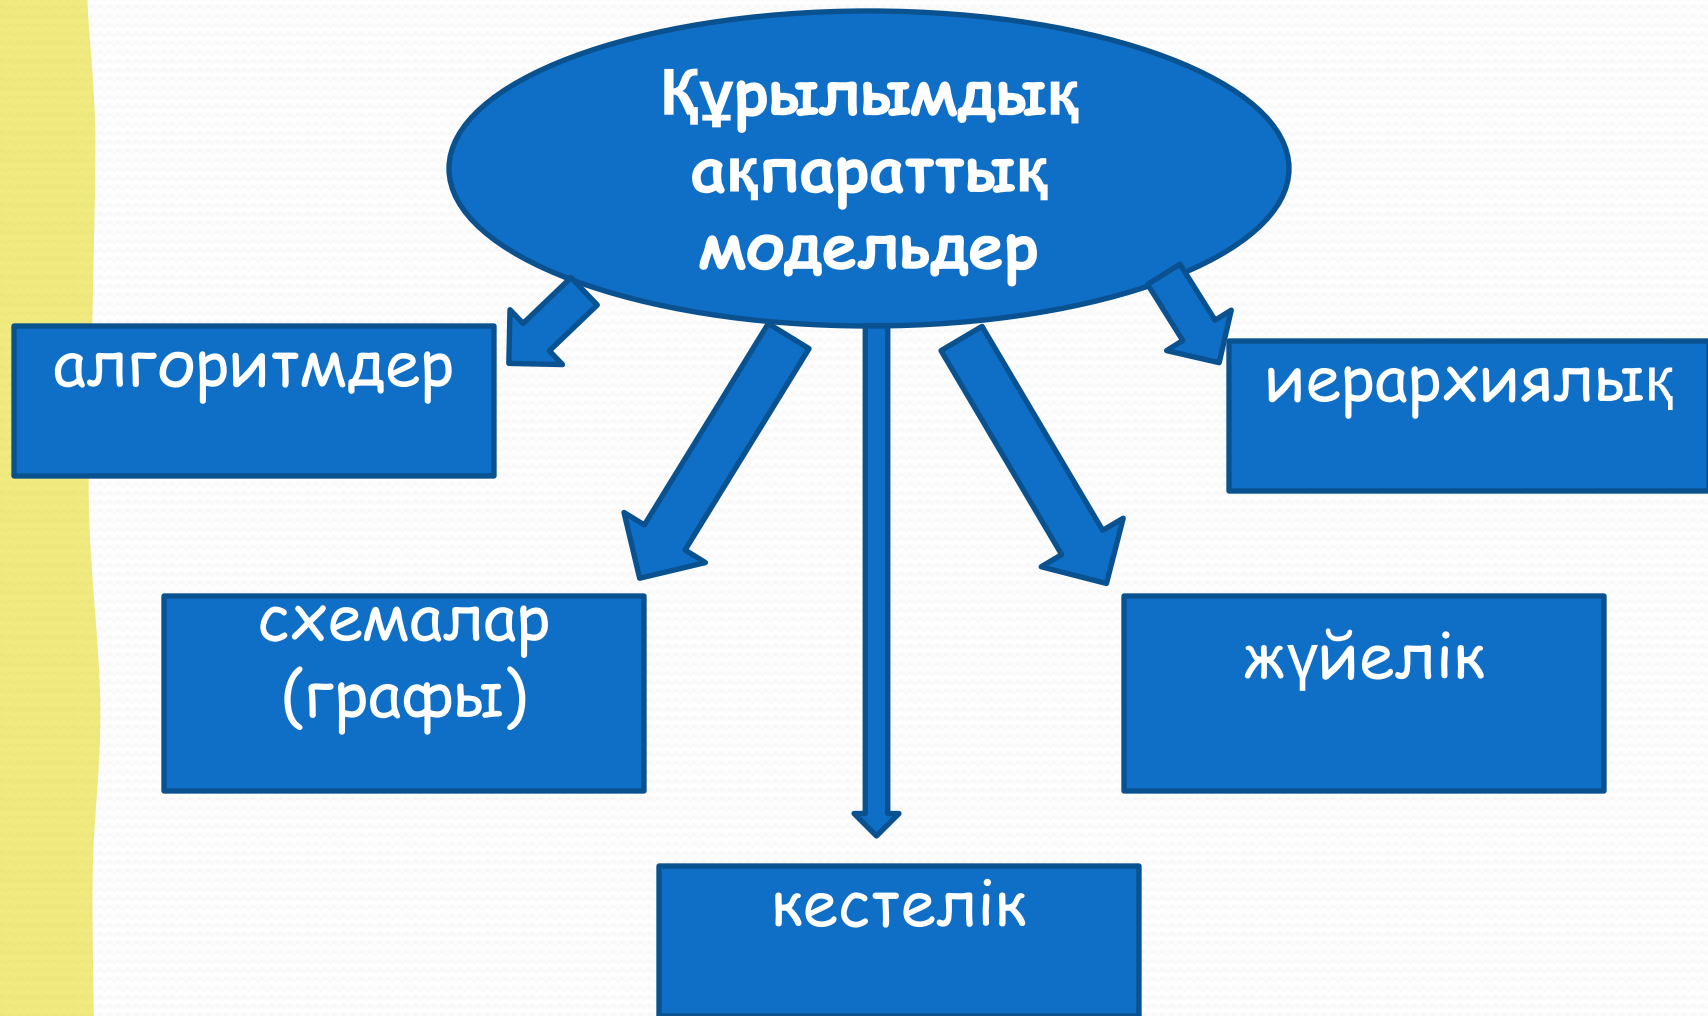 Құрылымдық
ақпараттық
модельдер
алгоритмдер
иерархиялық
схемалар
(графы)
жүйелік
кестелік